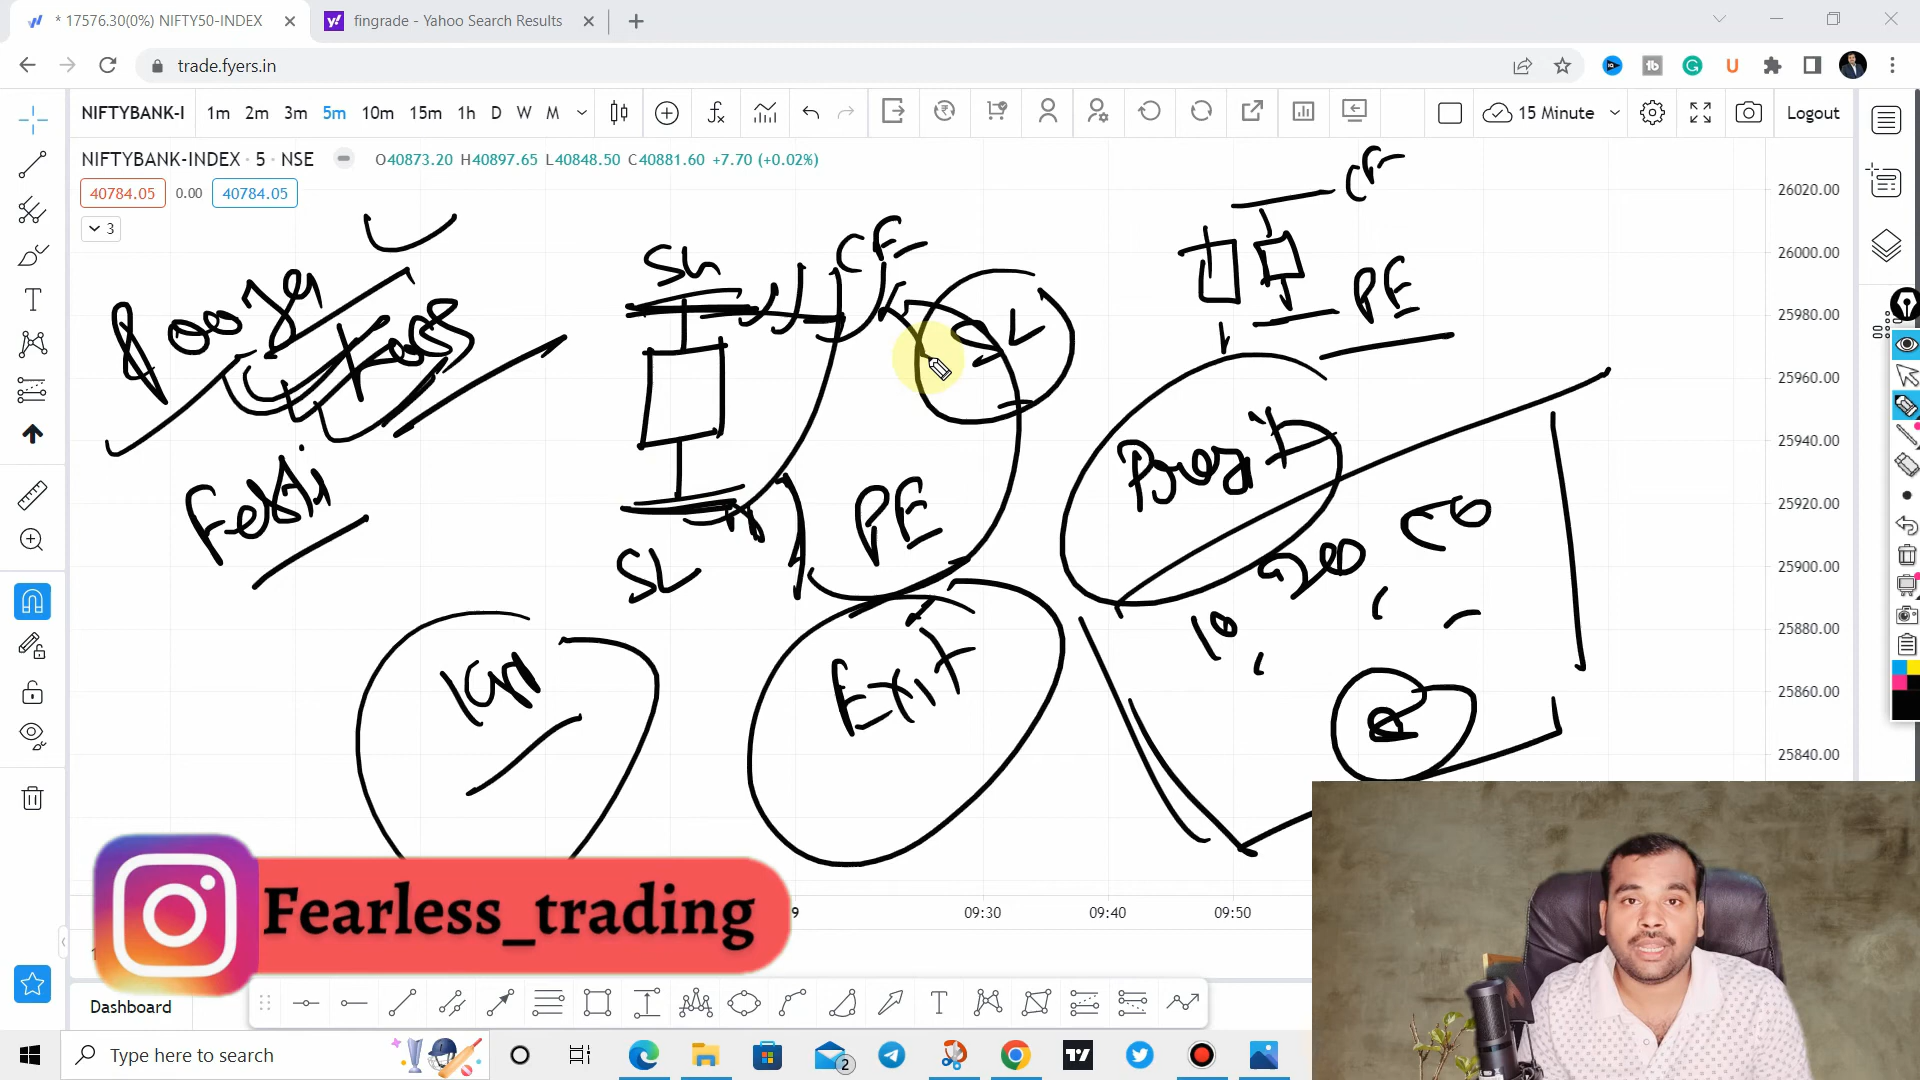 * 17576.30(0%) NIFTY50-INDEX
fingrade - Yahoo Search Results
trade.fyers.in
NIFTYBANK-I 1m 2m 3m 5m 10m 15m 1h D W M 15 Minute Logout
NIFTYBANK-INDEX · 5 · NSE O40873.20 H40897.65 L40848.50 C40881.60 +7.70 (+0.02%)
40784.05 0.00 40784.05
3
26020.00
26000.00
25980.00
25960.00
25940.00
25920.00
25900.00
25880.00
25860.00
25840.00
SL
CE
CE
PE
SL
PE
Exit
Fearless_trading
09:30 09:40 09:50
Dashboard
Type here to search
2